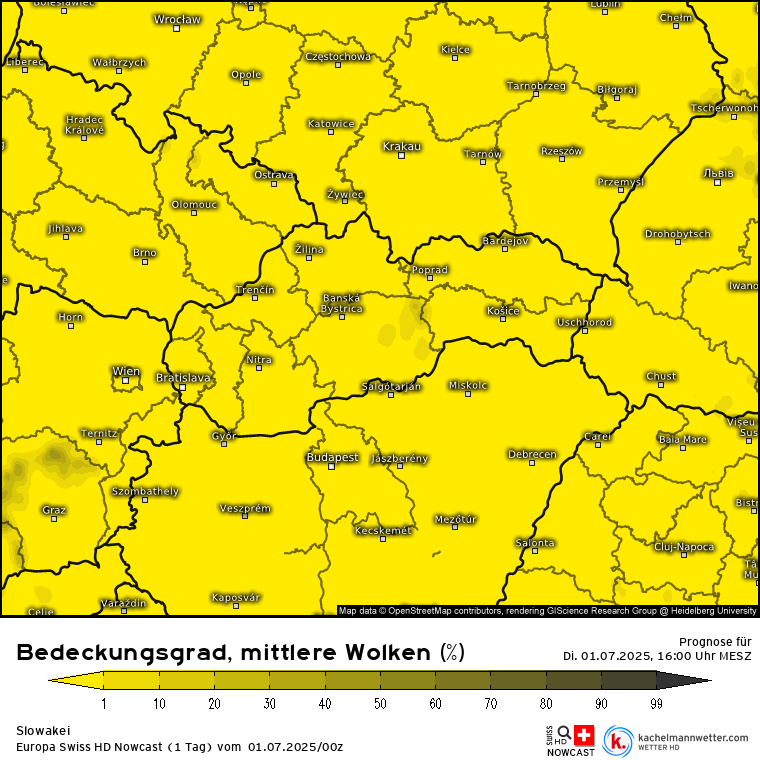 Bolesławiec
Lublin
Wrocław
Chełm
Kielce
Częstochowa
Liberec
Wałbrzych
Opole
Tarnobrzeg
Biłgoraj
Tscherwonoh
Hradec
Králové
Katowice
Krakau
Tarnów
Rzeszów
Ostrava
Przemyśl
Львів
Żywiec
Olomouc
Jihlava
Drohobytsch
Brno
Žilina
Bardejov
Poprad
Trenčín
Iwano
Banská
Bystrica
Horn
Košice
Uschhorod
Nitra
Wien
Bratislava
Salgótarján
Miskolc
Chust
Vișeu
Sus
Ternitz
Győr
Carei
Baia Mare
Budapest
Jászberény
Debrecen
Szombathely
Graz
Veszprém
Bistr
Kecskemét
Mezőtúr
Salonta
Cluj-Napoca
Tâ
Mu
Celje
Varaždin
Kaposvár
Map data © OpenStreetMap contributors, rendering GIScience Research Group @ Heidelberg University
Bedeckungsgrad, mittlere Wolken (%)
Prognose für
Di. 01.07.2025, 16:00 Uhr MESZ
1 10 20 30 40 50 60 70 80 90 99
Slowakei
Europa Swiss HD Nowcast (1 Tag) vom 01.07.2025/00z
SWISS
HD
NOWCAST
k.
kachelmannwetter.com
WETTER HD